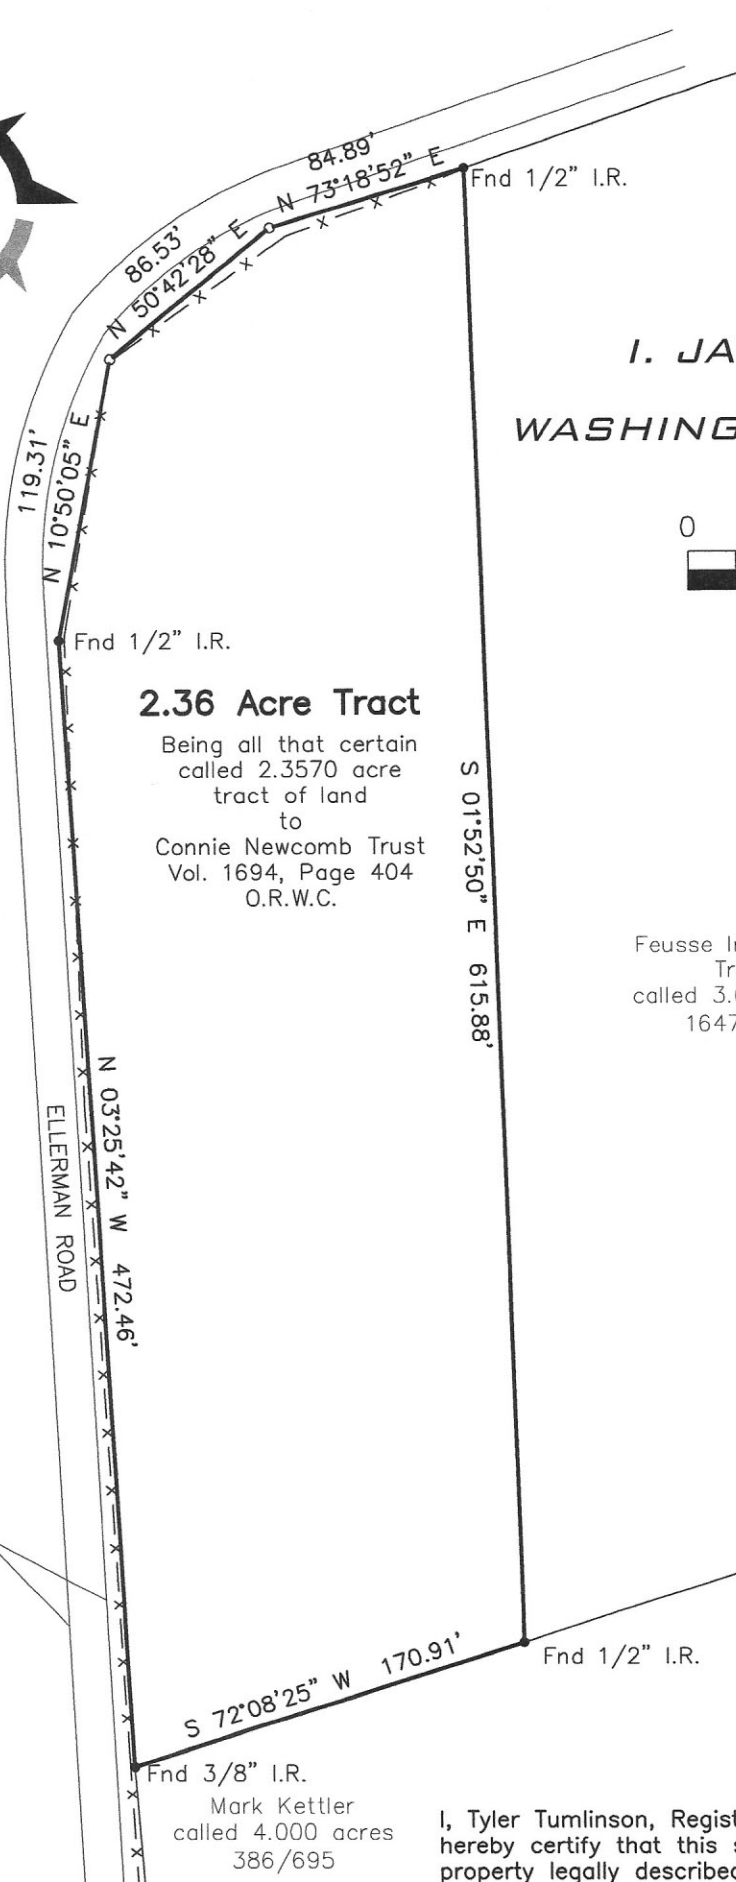 84.89'
N 73°18'52" E
Fnd 1/2" I.R.
86.53'
N 50°42'28" E
I. JA
WASHING
119.31'
N 10°50'05" E
0
Fnd 1/2" I.R.
2.36 Acre Tract
Being all that certain
called 2.3570 acre
tract of land
to
Connie Newcomb Trust
Vol. 1694, Page 404
O.R.W.C.
S 01°52'50" E 615.88'
Feusse I
Tr
called 3.
1647
N 03°25'42" W 472.46'
ELLERMAN ROAD
S 72°08'25" W 170.91'
Fnd 1/2" I.R.
Fnd 3/8" I.R.
Mark Kettler
called 4.000 acres
386/695
I, Tyler Tumlinson, Regist
hereby certify that this s
property legally described